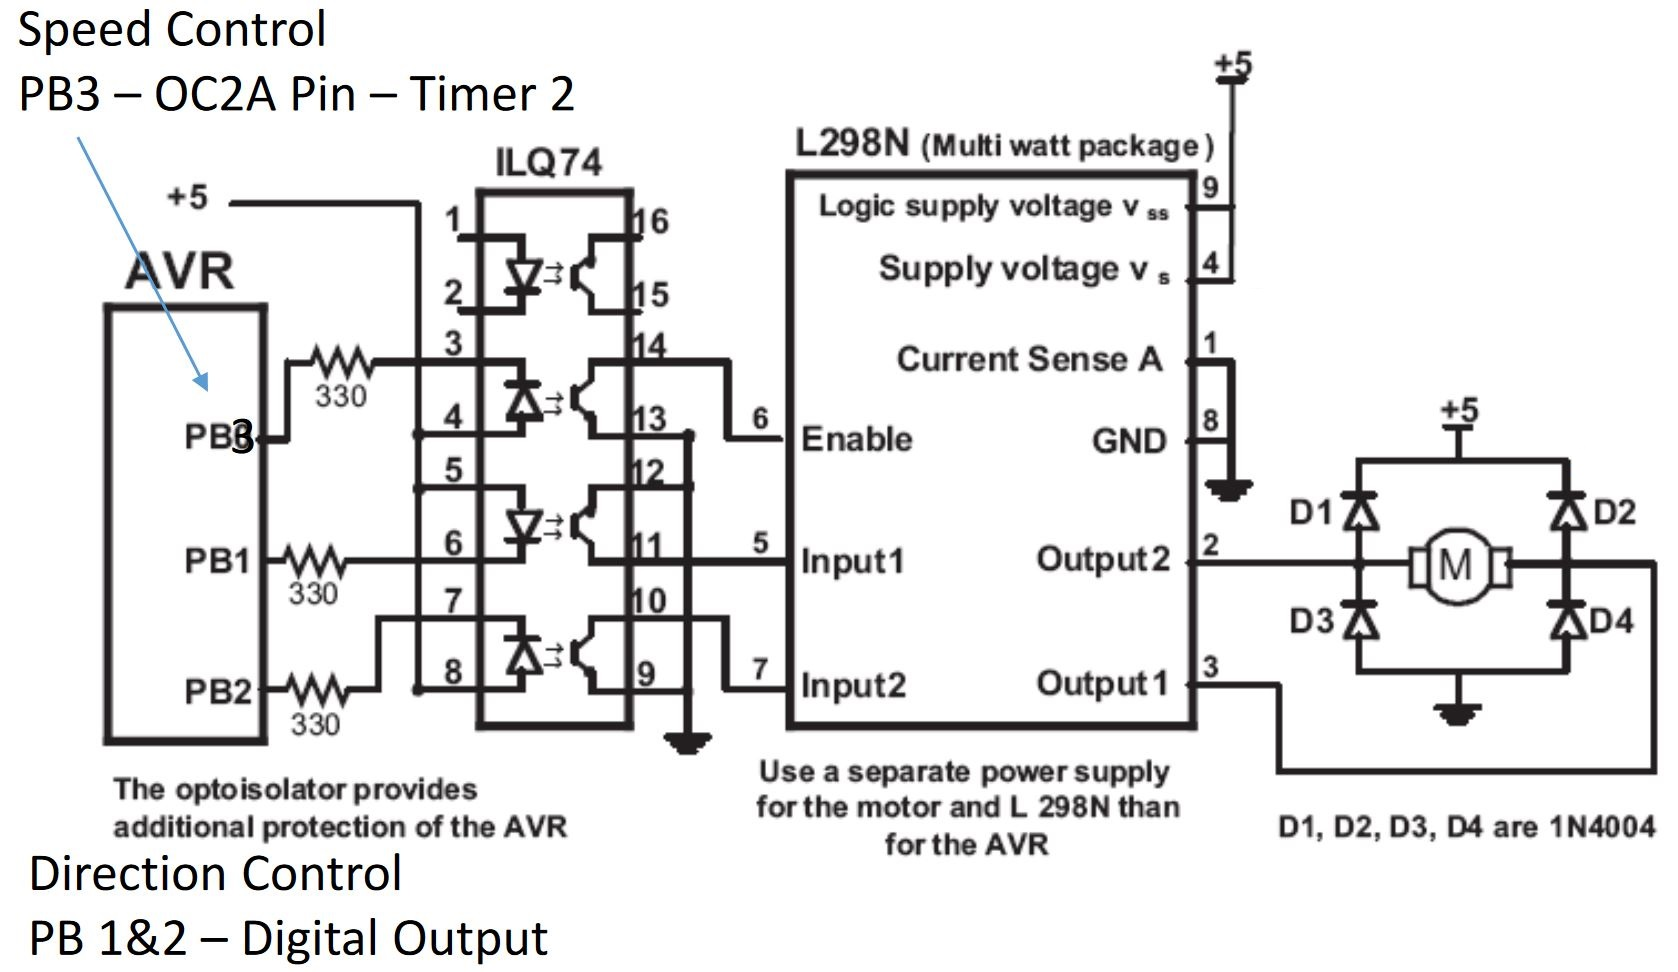 Speed Control
PB3 – OC2A Pin – Timer 2
+5
L298N (Multi watt package)
ILQ74
+5
AVR
1
16
2
15
3
14
330
4
13
PB3
5
12
6
11
PB1
330
7
10
8
9
PB2
330
Logic supply voltage v ss
9
Supply voltage v s
4
Current Sense A
1
6
Enable
GND
8
5
Input1
Output2
2
7
Input2
Output1
3
+5
D1
D2
M
D3
D4
The optoisolator provides
additional protection of the AVR
Use a separate power supply
for the motor and L 298N than
for the AVR
D1, D2, D3, D4 are 1N4004
Direction Control
PB 1&2 – Digital Output